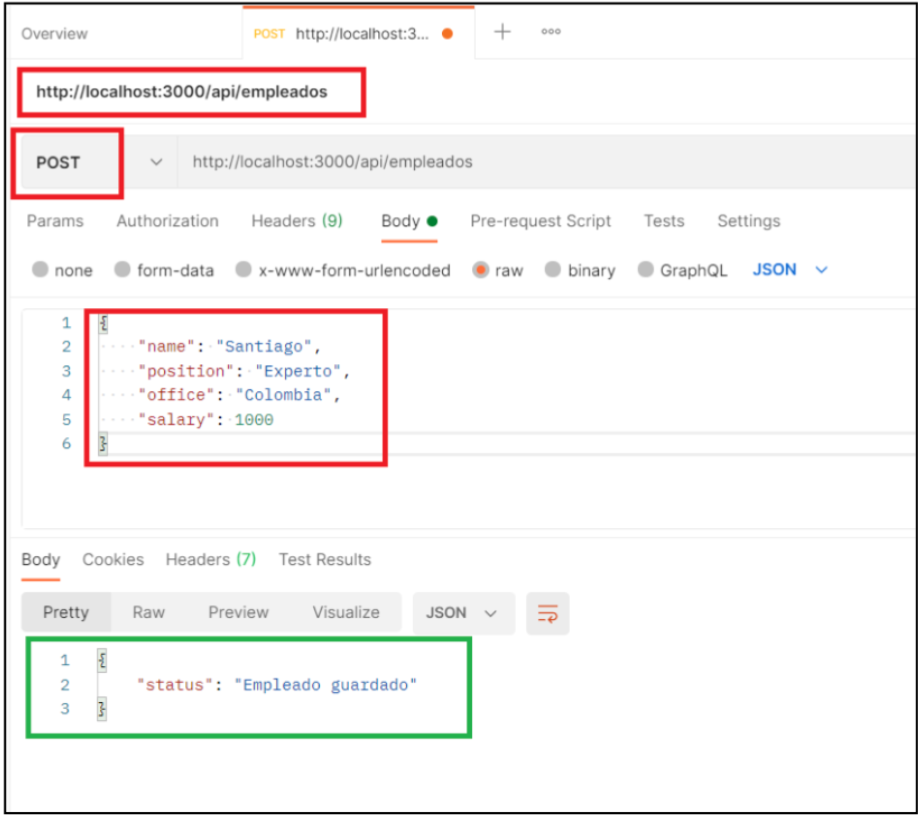 Overview POST http://localhost:3... + ooo
http://localhost:3000/api/empleados
POST http://localhost:3000/api/empleados
Params Authorization Headers (9) Body Pre-request Script Tests Settings
none form-data x-www-form-urlencoded raw binary GraphQL JSON
1 {
2 "name": "Santiago",
3 "position": "Experto",
4 "office": "Colombia",
5 "salary": 1000
6 }
Body Cookies Headers (7) Test Results
Pretty Raw Preview Visualize JSON
1 {
2 "status": "Empleado guardado"
3 }